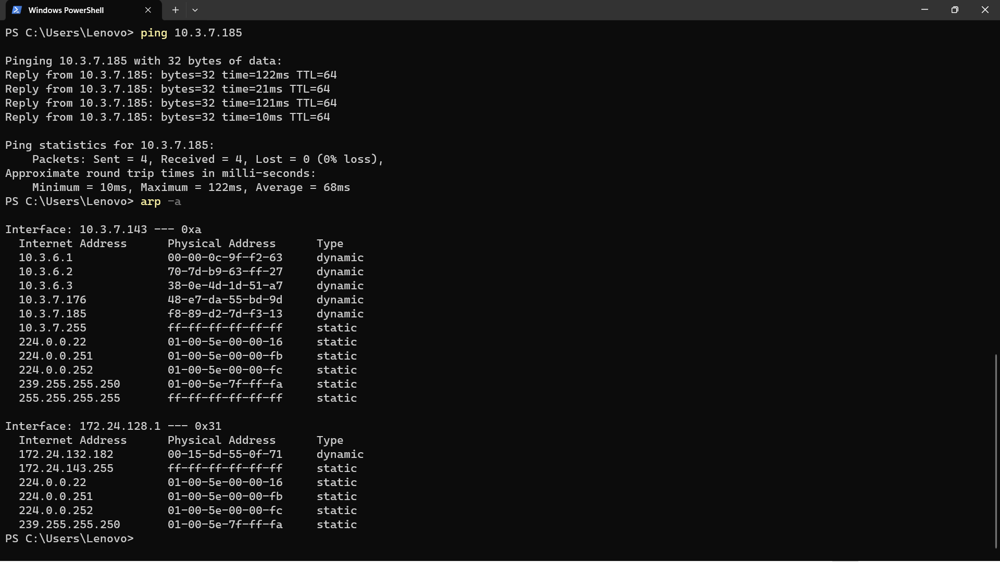 Windows PowerShell
PS C:\Users\Lenovo> ping 10.3.7.185
Pinging 10.3.7.185 with 32 bytes of data:
Reply from 10.3.7.185: bytes=32 time=122ms TTL=64
Reply from 10.3.7.185: bytes=32 time=21ms TTL=64
Reply from 10.3.7.185: bytes=32 time=121ms TTL=64
Reply from 10.3.7.185: bytes=32 time=10ms TTL=64
Ping statistics for 10.3.7.185:
    Packets: Sent = 4, Received = 4, Lost = 0 (0% loss),
Approximate round trip times in milli-seconds:
    Minimum = 10ms, Maximum = 122ms, Average = 68ms
PS C:\Users\Lenovo> arp -a
Interface: 10.3.7.143 --- 0xa
  Internet Address      Physical Address      Type
  10.3.6.1              00-00-0c-9f-f2-63     dynamic
  10.3.6.2              70-7d-b9-63-ff-27     dynamic
  10.3.6.3              38-0e-4d-1d-51-a7     dynamic
  10.3.7.176            48-e7-da-55-bd-9d     dynamic
  10.3.7.185            f8-89-d2-7d-f3-13     dynamic
  10.3.7.255            ff-ff-ff-ff-ff-ff     static
  224.0.0.22            01-00-5e-00-00-16     static
  224.0.0.251           01-00-5e-00-00-fb     static
  224.0.0.252           01-00-5e-00-00-fc     static
  239.255.255.250       01-00-5e-7f-ff-fa     static
  255.255.255.255       ff-ff-ff-ff-ff-ff     static
Interface: 172.24.128.1 --- 0x31
  Internet Address      Physical Address      Type
  172.24.132.182        00-15-5d-55-0f-71     dynamic
  172.24.143.255        ff-ff-ff-ff-ff-ff     static
  224.0.0.22            01-00-5e-00-00-16     static
  224.0.0.251           01-00-5e-00-00-fb     static
  224.0.0.252           01-00-5e-00-00-fc     static
  239.255.255.250       01-00-5e-7f-ff-fa     static
PS C:\Users\Lenovo>